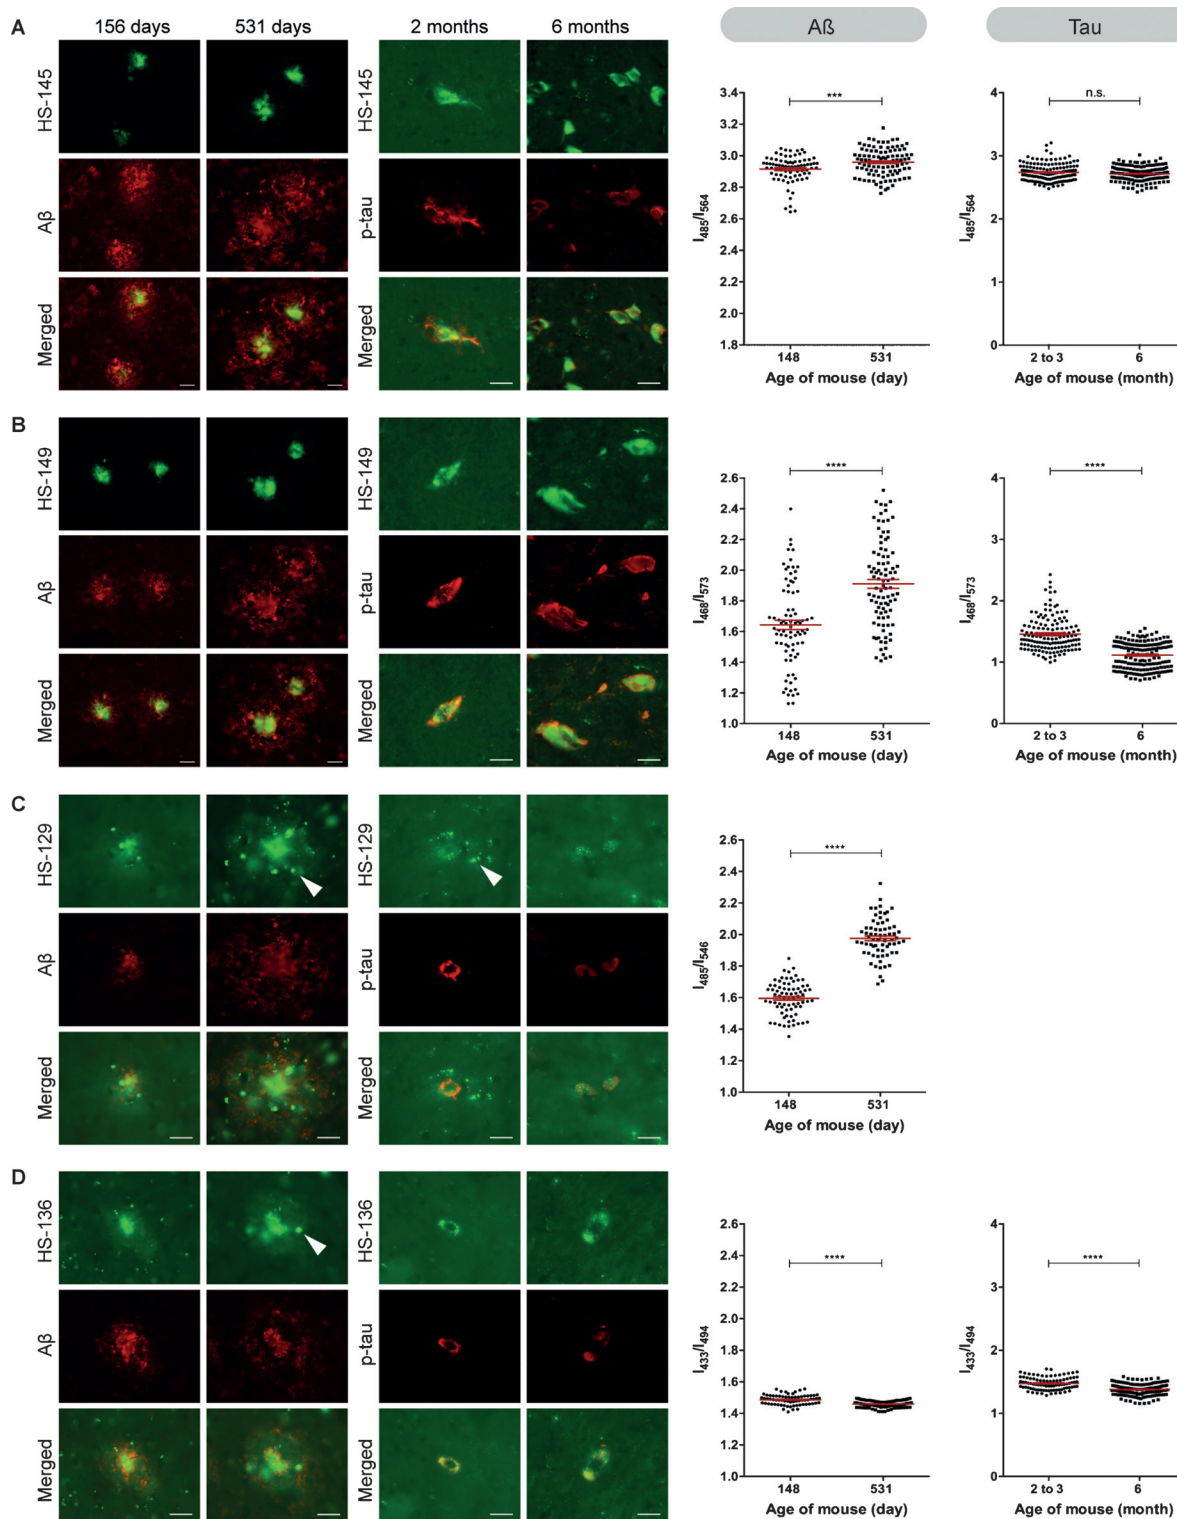 A
156 days 531 days 2 months 6 months
HS-145
Aβ
Merged
HS-145
p-tau
Merged
Aß
Tau
3.4
3.2
3.0
2.8
2.6
2.4
2.2
2.0
1.8
I485/I564
***
148 531
Age of mouse (day)
4
3
2
1
0
I485/I564
n.s.
2 to 3 6
Age of mouse (month)
B
HS-149
Aβ
Merged
HS-149
p-tau
Merged
2.6
2.4
2.2
2.0
1.8
1.6
1.4
1.2
1.0
I468/I573
****
148 531
Age of mouse (day)
4
3
2
1
0
I468/I573
****
2 to 3 6
Age of mouse (month)
C
HS-129
Aβ
Merged
HS-129
p-tau
Merged
2.6
2.4
2.2
2.0
1.8
1.6
1.4
1.2
1.0
I485/I546
****
148 531
Age of mouse (day)
D
HS-136
Aβ
Merged
HS-136
p-tau
Merged
2.6
2.4
2.2
2.0
1.8
1.6
1.4
1.2
1.0
I433/I494
****
148 531
Age of mouse (day)
4
3
2
1
0
I433/I494
****
2 to 3 6
Age of mouse (month)